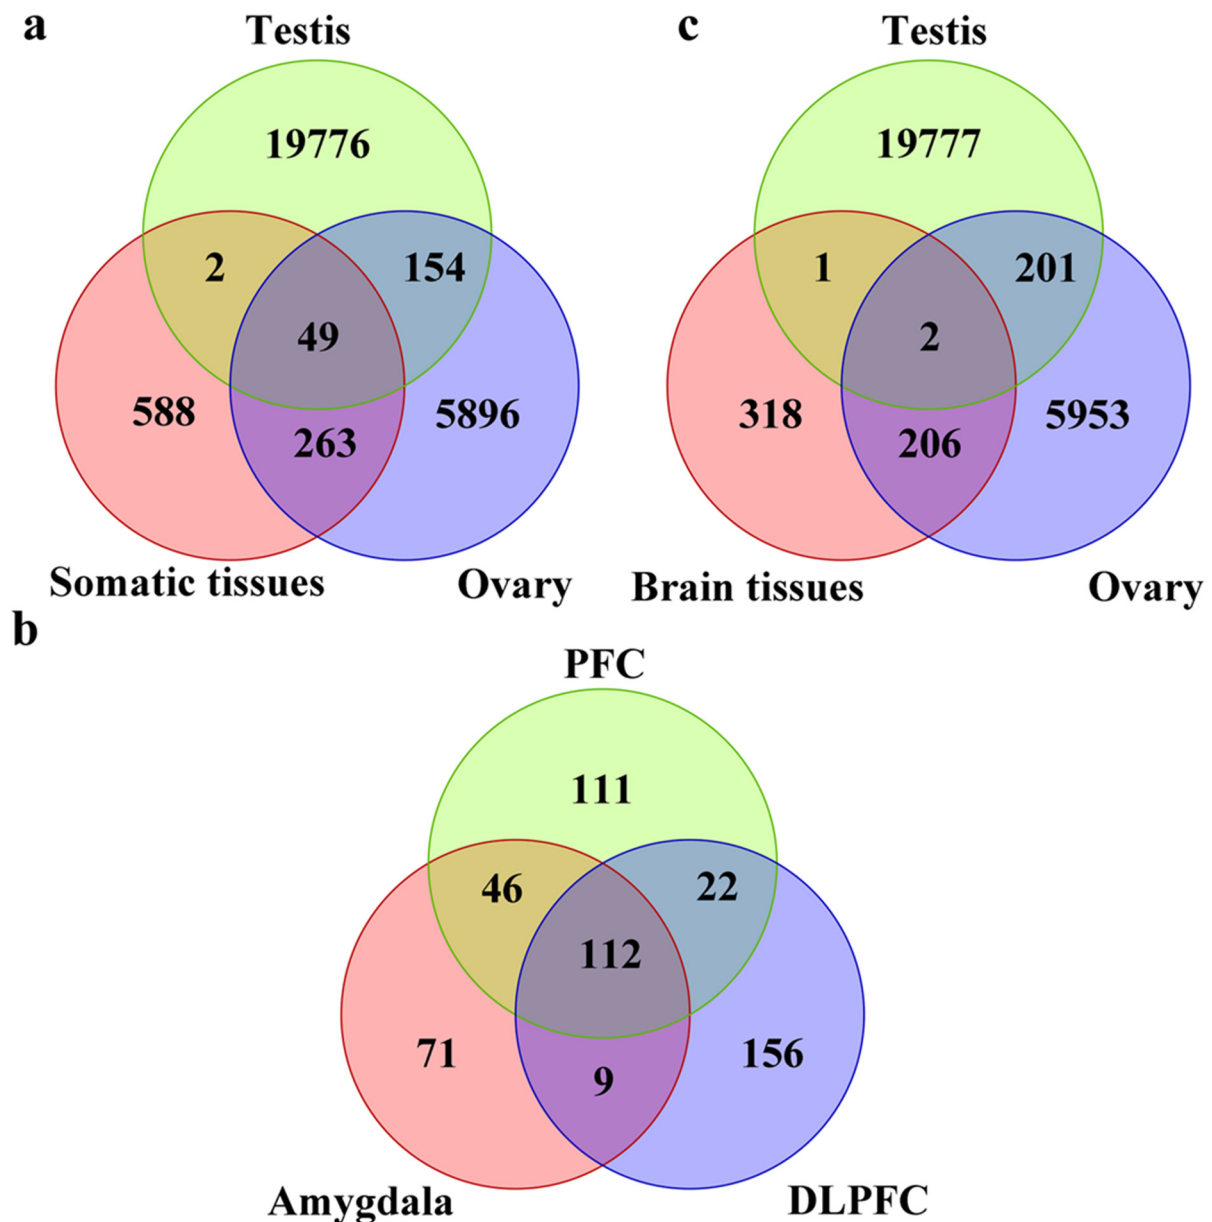 a
Testis
19776
2
154
49
588
263
5896
Somatic tissues
Ovary
c
Testis
19777
1
201
2
318
206
5953
Brain tissues
Ovary
b
PFC
111
46
22
112
71
9
156
Amygdala
DLPFC